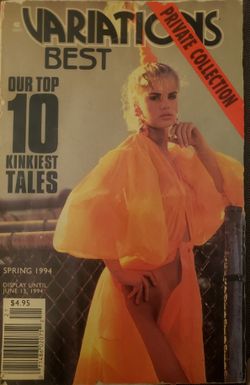 VARIATIONS
BEST
PRIVATE COLLECTION
OUR TOP
10
KINKIEST
TALES
SPRING 1994
DISPLAY UNTIL
JUNE 13, 1994
$4.95